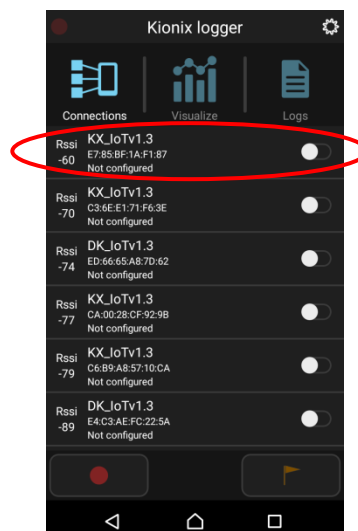 Kionix logger
Connections
Visualize
Logs
Rssi
-60
KX_IoTv1.3
E7:85:BF:1A:F1:87
Not configured
Rssi
-70
KX_IoTv1.3
C3:6E:E1:71:F6:3E
Not configured
Rssi
-74
DK_IoTv1.3
ED:66:65:A8:7D:62
Not configured
Rssi
-77
KX_IoTv1.3
CA:00:28:CF:92:9B
Not configured
Rssi
-79
KX_IoTv1.3
C6:B9:A8:57:10:CA
Not configured
Rssi
-89
DK_IoTv1.3
E4:C3:AE:FC:22:5A
Not configured